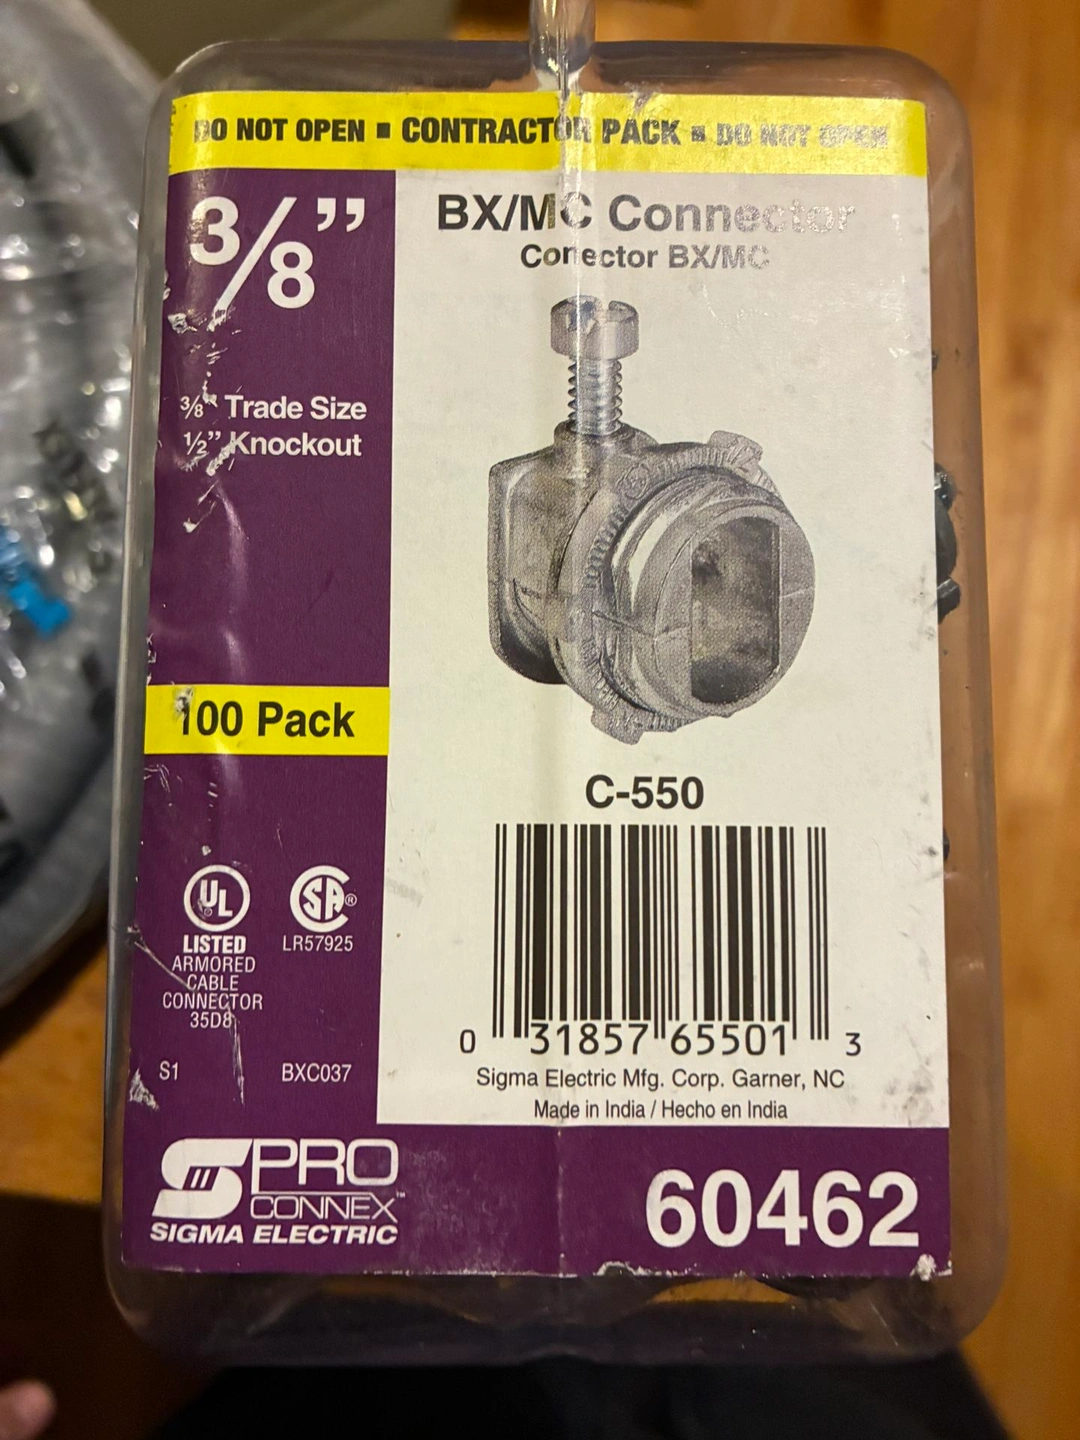 DO NOT OPEN ■ CONTRACTOR PACK ■ DO NOT OPEN
3/8”
BX/MC Connector
Conector BX/MC
3/8" Trade Size
1/2" Knockout
100 Pack
C-550
UL
LISTED
ARMORED
CABLE
CONNECTOR
35D8
SA®
LR57925
0 31857 65501 3
S1
BXC037
Sigma Electric Mfg. Corp. Garner, NC
Made in India / Hecho en India
PRO
CONNEX™
SIGMA ELECTRIC
60462